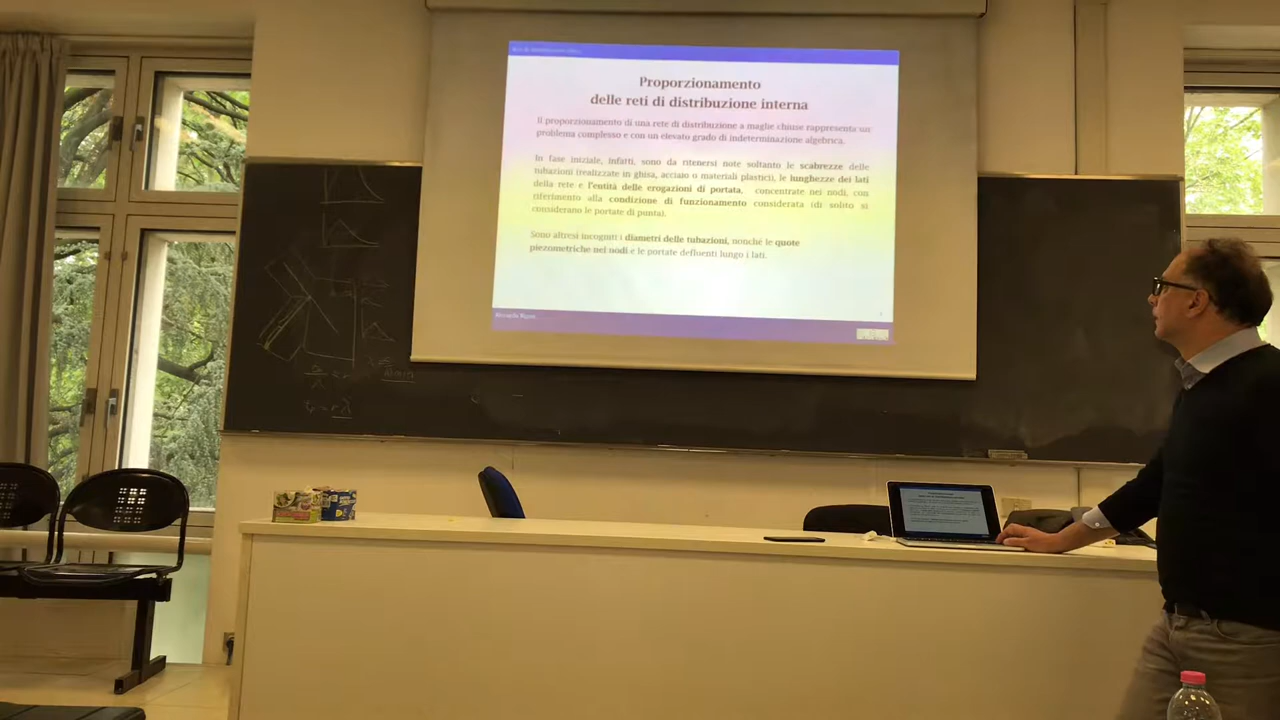 Proporzionamento
delle reti di distribuzione interna
Il proporzionamento di una rete di distribuzione a maglie chiuse rappresenta un
problema complesso e con un elevato grado di indeterminazione algebrica.
In fase iniziale, infatti, sono da ritenersi note soltanto le scabrezze delle
tubazioni (realizzate in ghisa, acciaio o materiali plastici), le lunghezze dei lati
della rete e l'entità delle erogazioni di portata, concentrate nei nodi, con
riferimento alla condizione di funzionamento considerata (di solito si
considerano le portate di punta).
Sono altresì incogniti i diametri delle tubazioni, nonché le quote
piezometriche nei nodi e le portate defluenti lungo i lati.